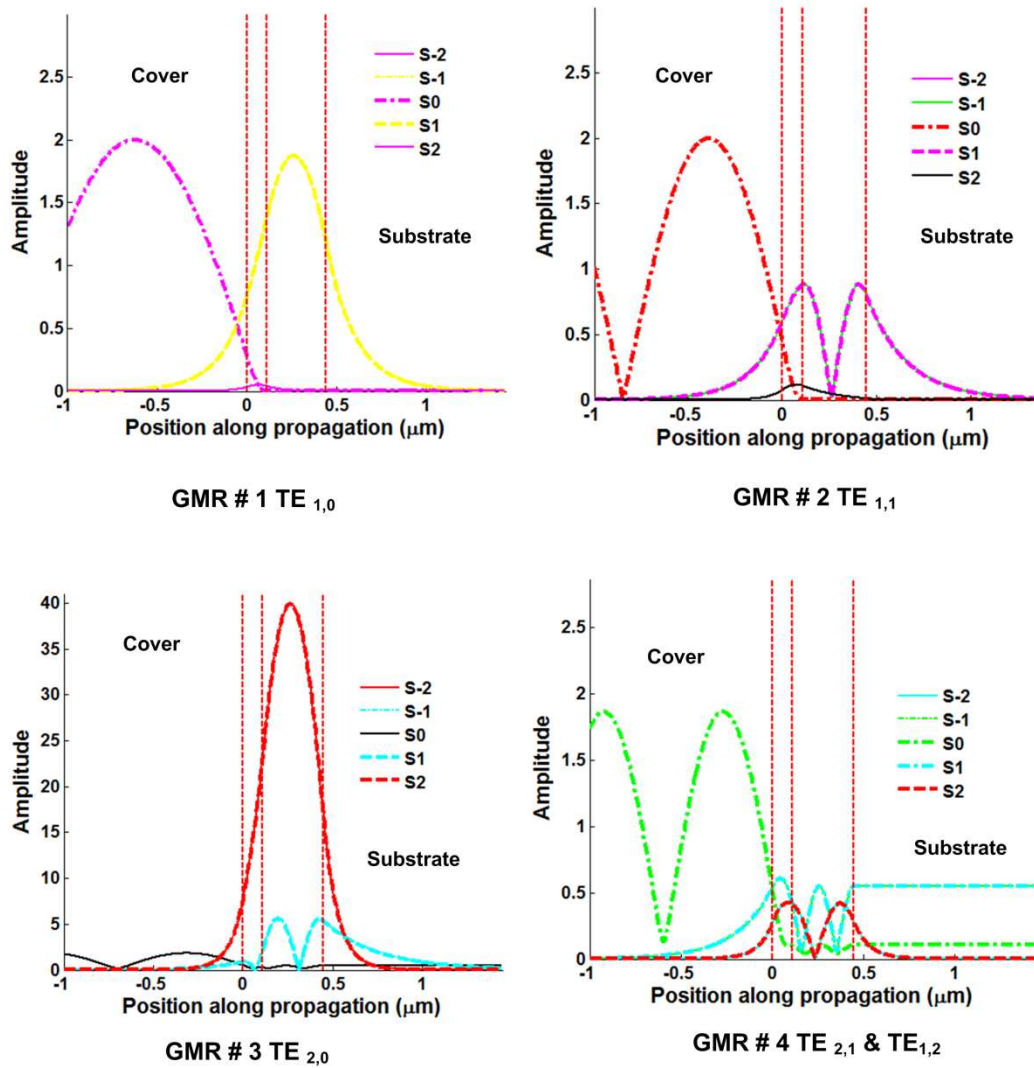 Amplitude
2.5
2
1.5
1
0.5
0
-1
-0.5
0
0.5
1
Position along propagation (μm)
Cover
Substrate
S-2
S-1
S0
S1
S2
GMR # 1 TE 1,0
Amplitude
2.5
2
1.5
1
0.5
0
-1
-0.5
0
0.5
1
Position along propagation (μm)
Cover
Substrate
S-2
S-1
S0
S1
S2
GMR # 2 TE 1,1
Amplitude
40
35
30
25
20
15
10
5
0
-1
-0.5
0
0.5
1
Position along propagation (μm)
Cover
Substrate
S-2
S-1
S0
S1
S2
GMR # 3 TE 2,0
Amplitude
2.5
2
1.5
1
0.5
0
-1
-0.5
0
0.5
1
Position along propagation (μm)
Cover
Substrate
S-2
S-1
S0
S1
S2
GMR # 4 TE 2,1 & TE1,2